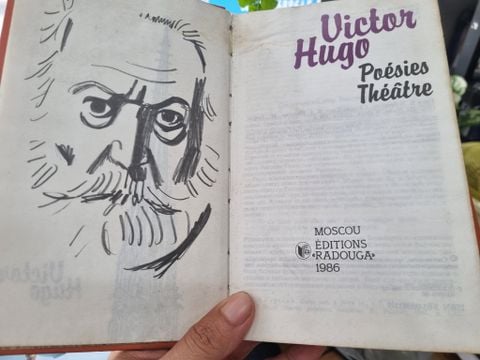 Victor
Hugo
Poésies
Théâtre
MOSCOU
ÉDITIONS
«RADOUGA»
1986